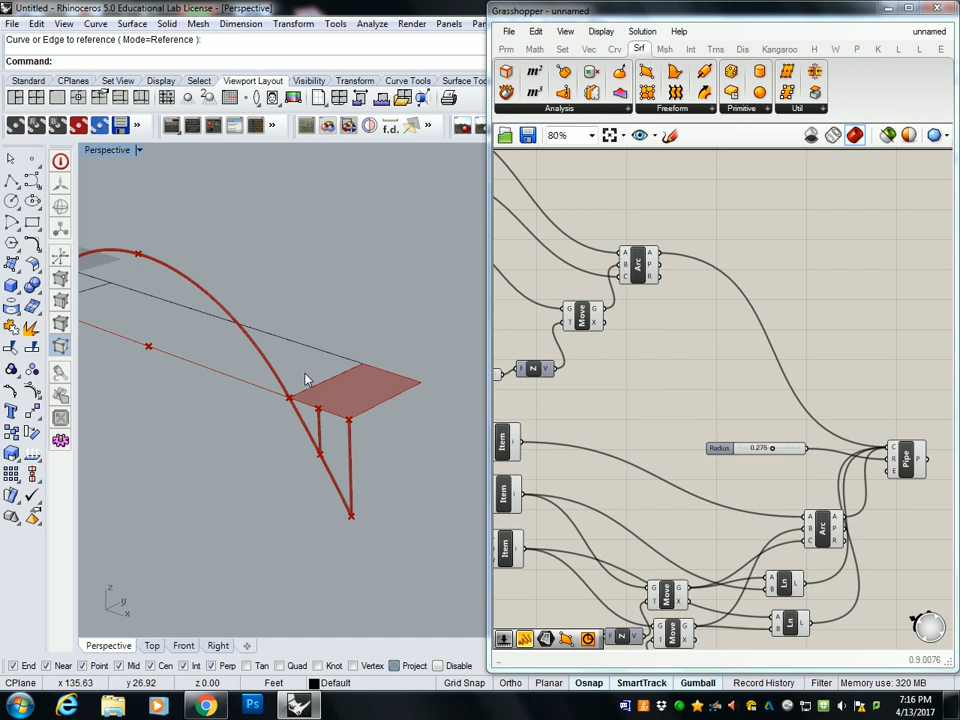 Untitled - Rhinoceros 5.0 Educational Lab License - [Perspective]
File Edit View Curve Surface Solid Mesh Dimension Transform Tools Analyze Render Panels
Curve or Edge to reference ( Mode=Reference ):
Command:
Standard CPlanes Set View Display Select Viewport Layout Visibility Transform Curve Tools Surface Too
f.d.
Perspective
z
y
x
Perspective Top Front Right
End Near Point Mid Cen Int Perp Tan Quad Knot Vertex Project Disable
CPlane x 135.63 y 26.92 z 0.00 Feet Default Grid Snap Ortho Planar Osnap SmartTrack Gumball Record History Filter Memory use: 320 MB
Grasshopper - unnamed
File Edit View Display Solution Help unnamed
Prm Math Set Vec Crv Srf Msh Int Trns Dis Kangaroo H W P K L L E
m²
m³
Analysis Freeform Primitive Util
80%
A B C Arc A P R
G T Move G X
F Z V
Item i
Radius 0.275
C R E Pipe P
Item i
A B C Arc A P R
Item i
G T Move G X
A B Ln L
F Z V
G Move G X
A B Ln L
0.9.0076
Ps
7:16 PM
4/13/2017